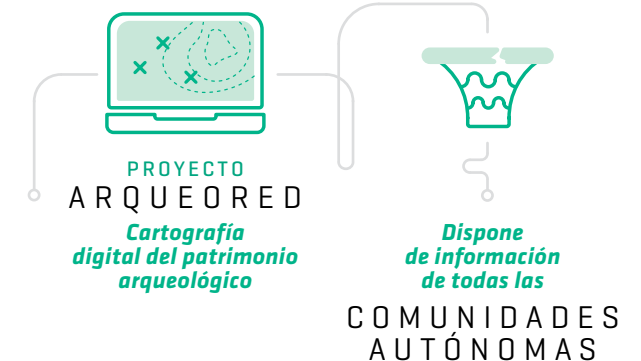 PROYECTO
ARQUEORED
Cartografía
digital del patrimonio
arqueológico
Dispone
de información
de todas las
COMUNIDADES
AUTÓNOMAS